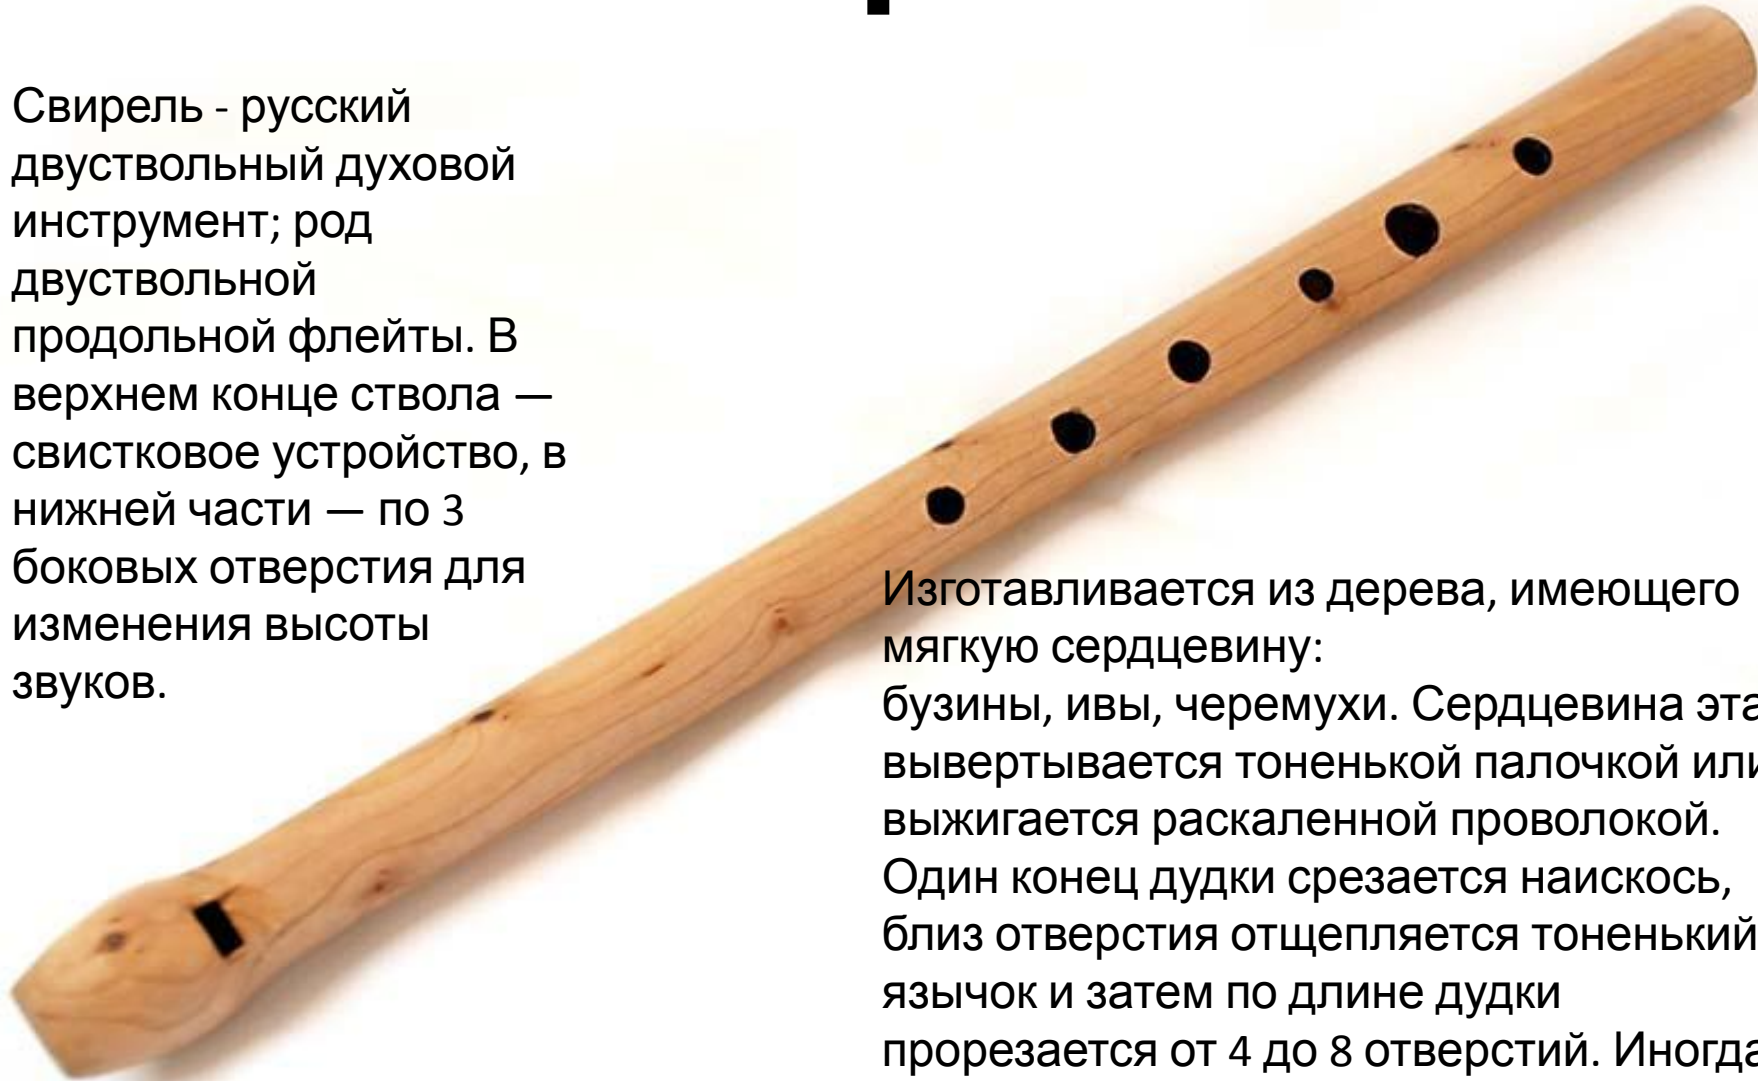 Свирель - русский
двуствольный духовой
инструмент; род
двуствольной
продольной флейты. В
верхнем конце ствола —
свистковое устройство, в
нижней части — по 3
боковых отверстия для
изменения высоты
звуков.
Изготавливается из дерева, имеющего
мягкую сердцевину:
бузины, ивы, черемухи. Сердцевина эта
вывертывается тоненькой палочкой или
выжигается раскаленной проволокой.
Один конец дудки срезается наискось,
близ отверстия отщепляется тоненький
язычок и затем по длине дудки
прорезается от 4 до 8 отверстий. Иногда